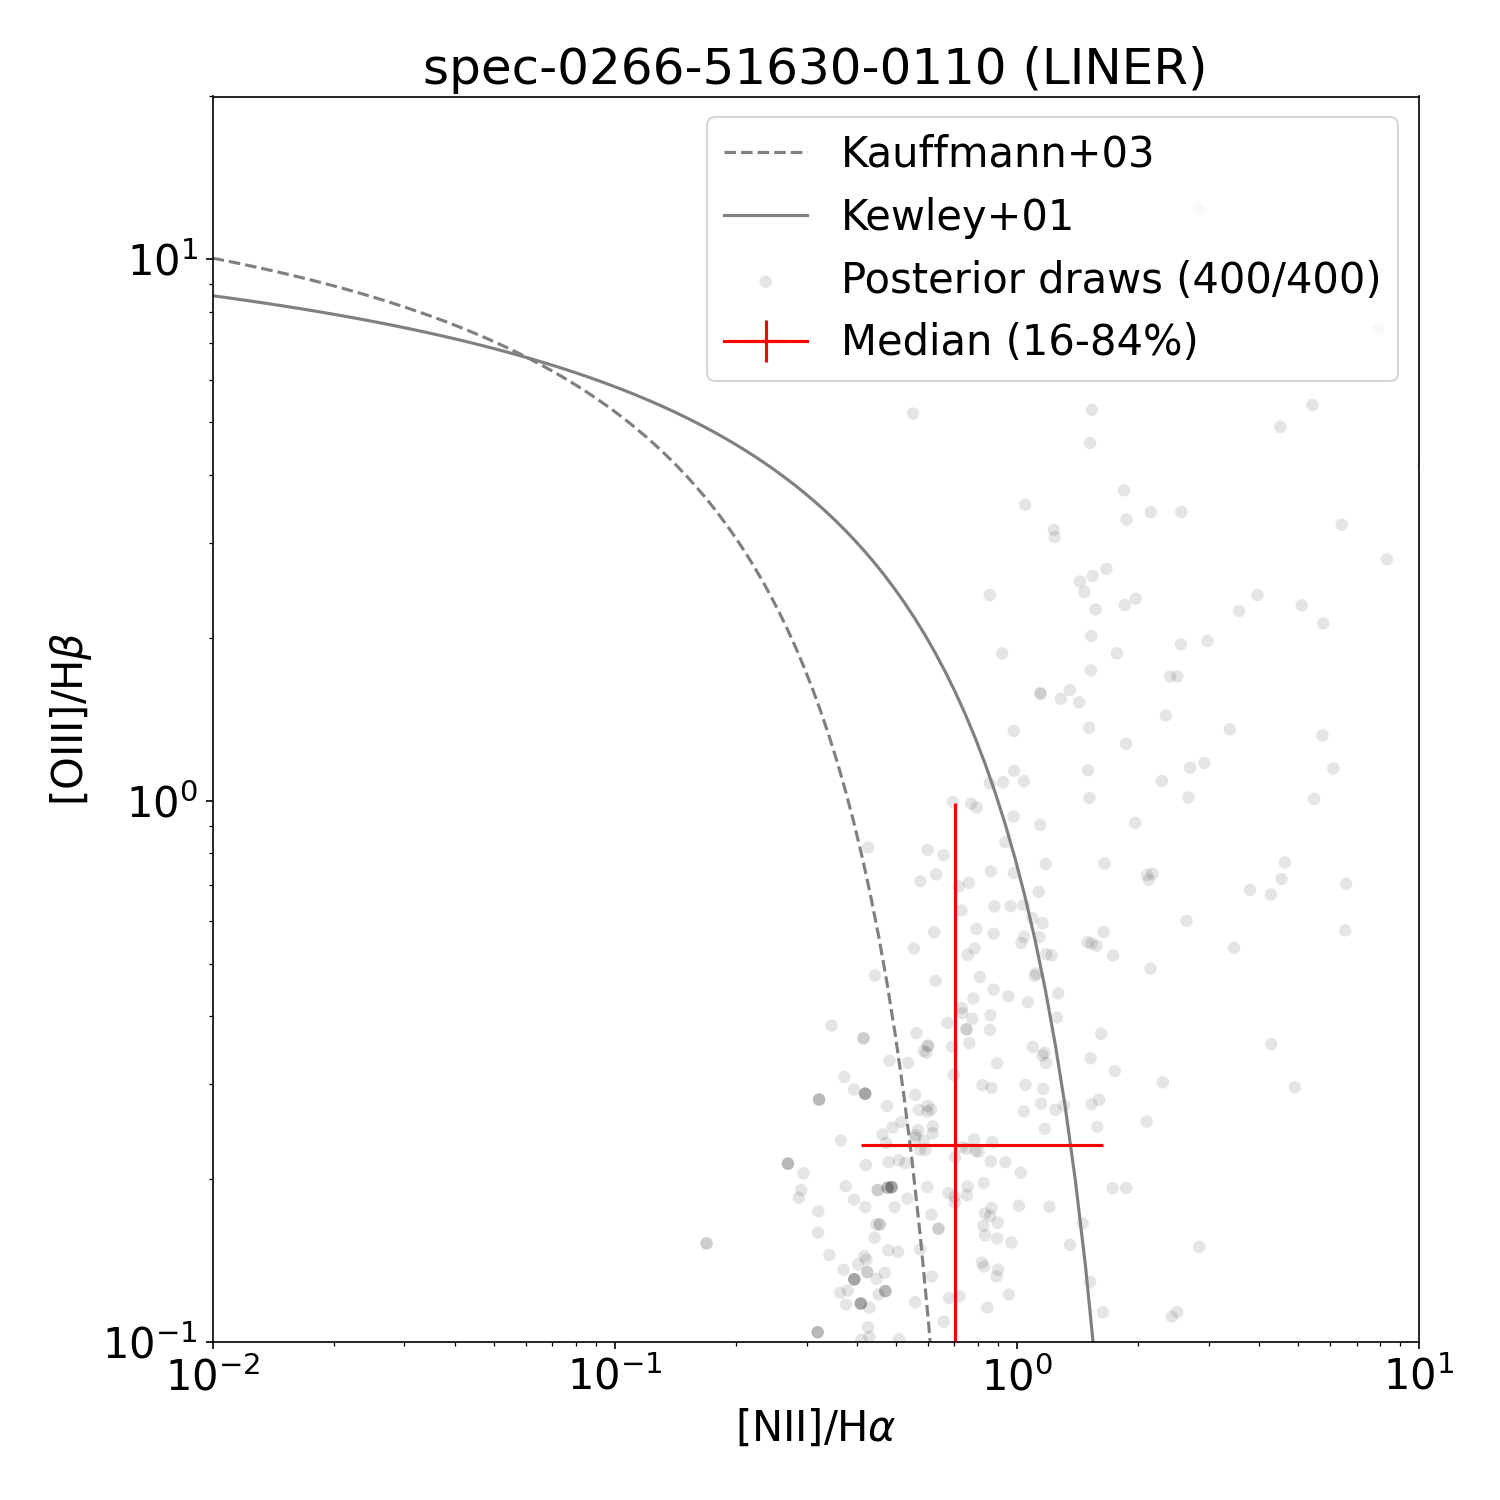 spec-0266-51630-0110 (LINER)
Kauffmann+03
Kewley+01
Posterior draws (400/400)
Median (16-84%)
10¹
10⁰
10⁻¹
[OIII]/Hβ
10⁻²
10⁻¹
10⁰
10¹
[NII]/Hα